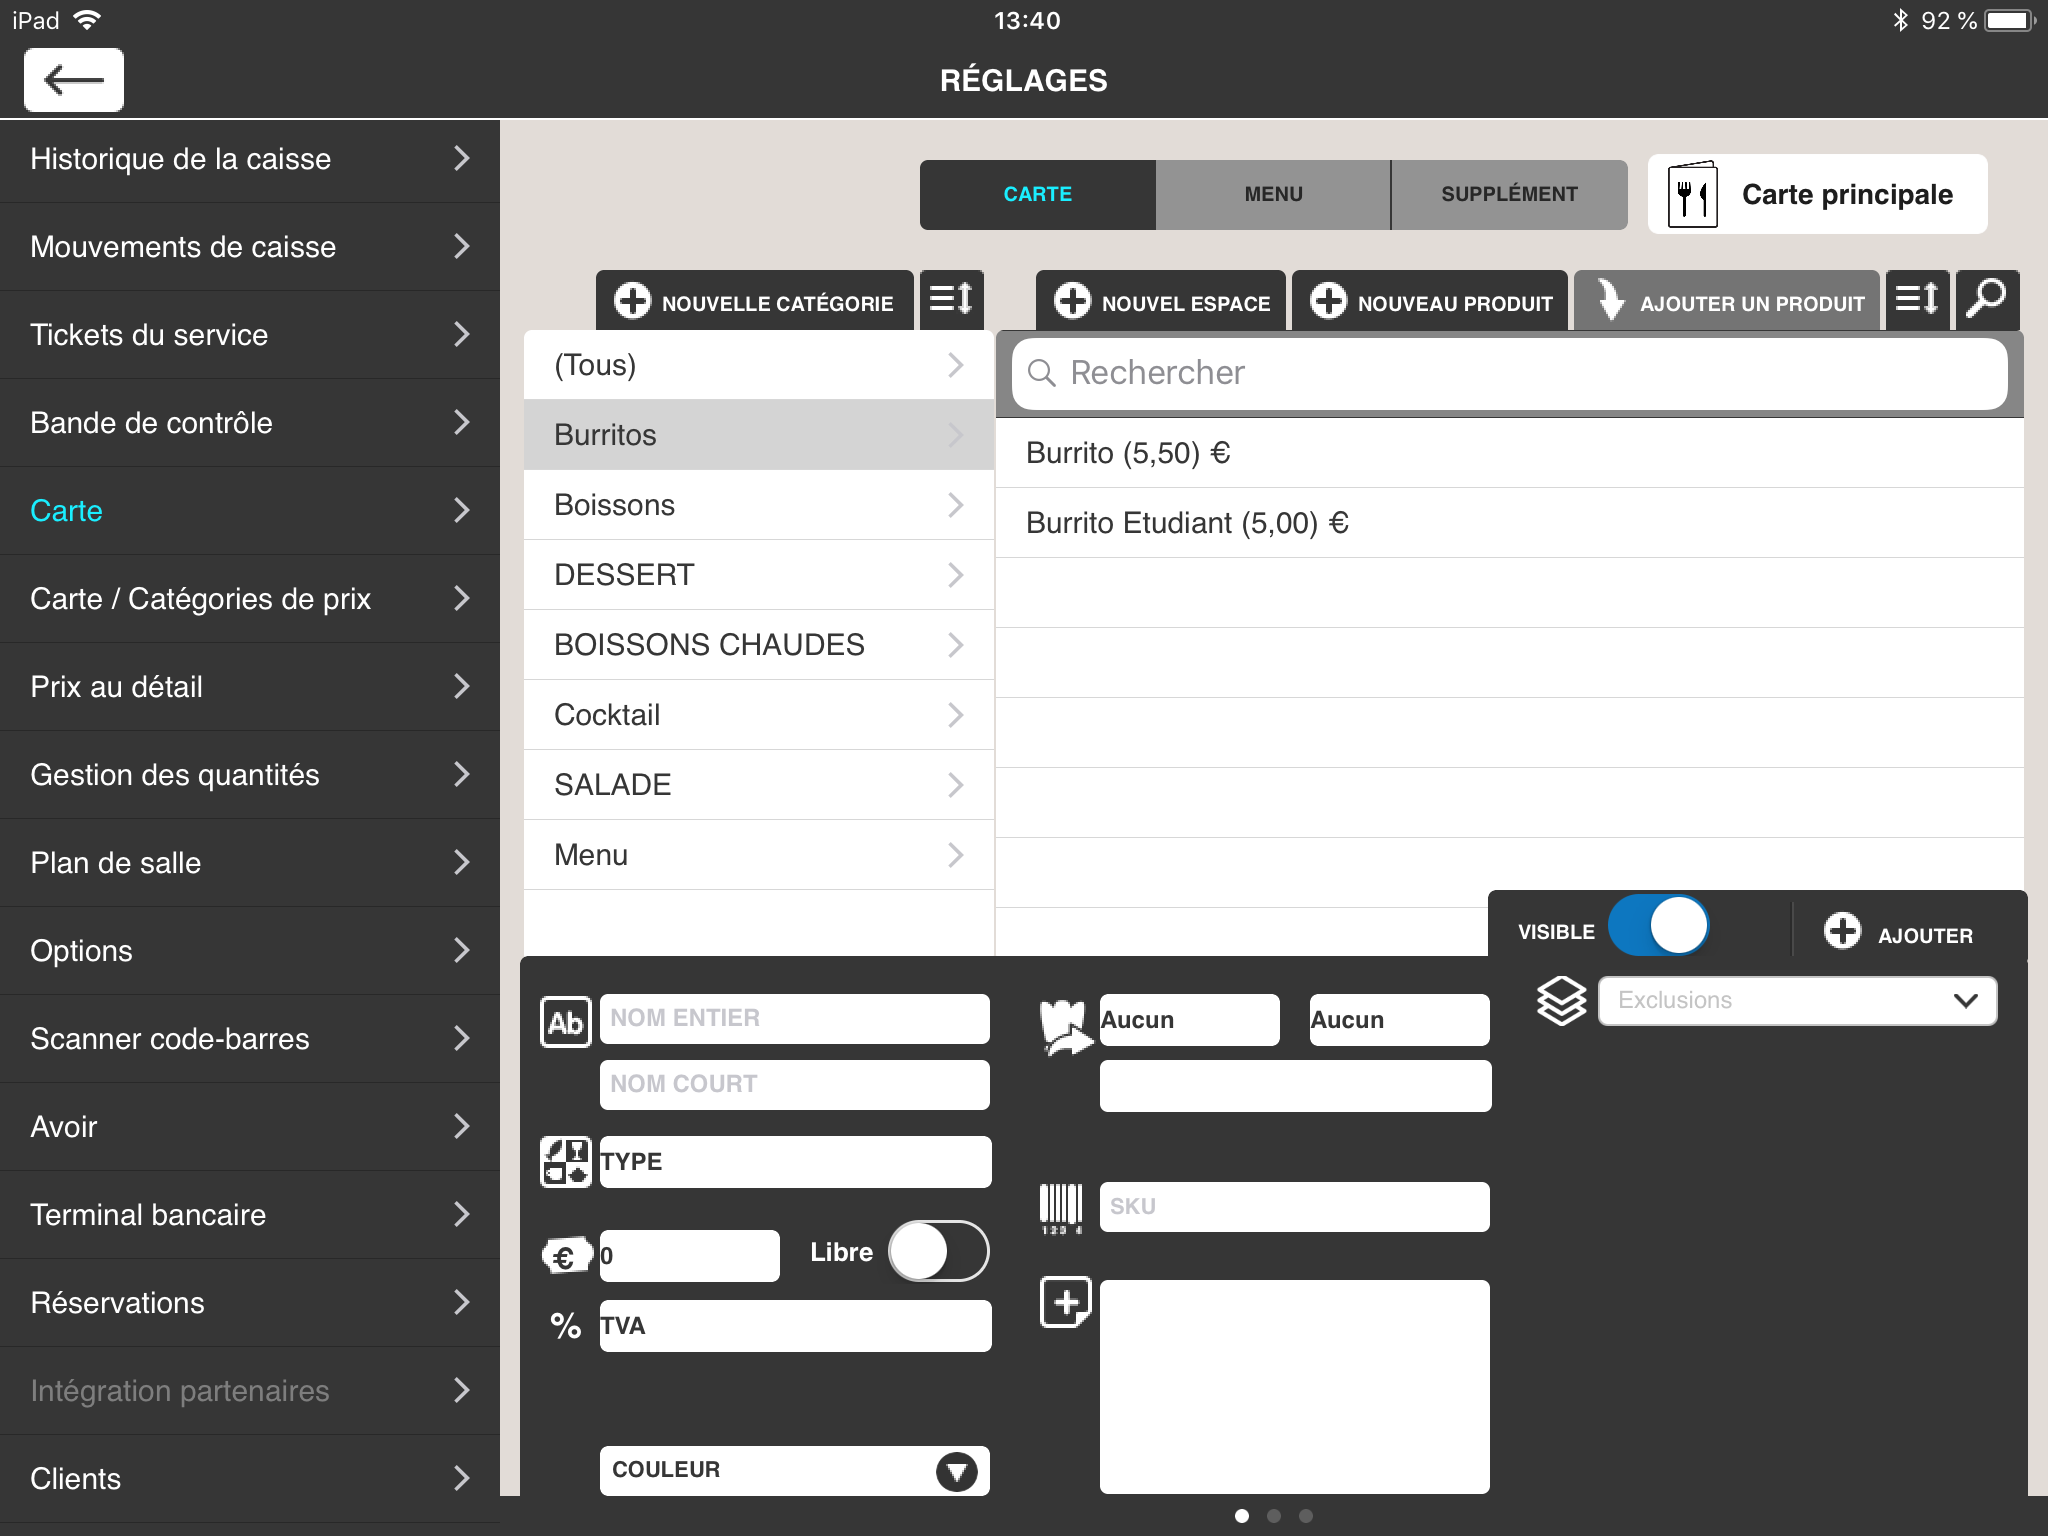 iPad 13:40 92 %
RÉGLAGES
Historique de la caisse
Mouvements de caisse
Tickets du service
Bande de contrôle
Carte
Carte / Catégories de prix
Prix au détail
Gestion des quantités
Plan de salle
Options
Scanner code-barres
Avoir
Terminal bancaire
Réservations
Intégration partenaires
Clients
CARTE MENU SUPPLÉMENT Carte principale
NOUVELLE CATÉGORIE NOUVEL ESPACE NOUVEAU PRODUIT AJOUTER UN PRODUIT
(Tous)
Burritos
Boissons
DESSERT
BOISSONS CHAUDES
Cocktail
SALADE
Menu
Rechercher
Burrito (5,50) €
Burrito Etudiant (5,00) €
VISIBLE AJOUTER
Ab NOM ENTIER
NOM COURT
TYPE
€ 0 Libre
% TVA
COULEUR
Aucun Aucun
SKU
Exclusions